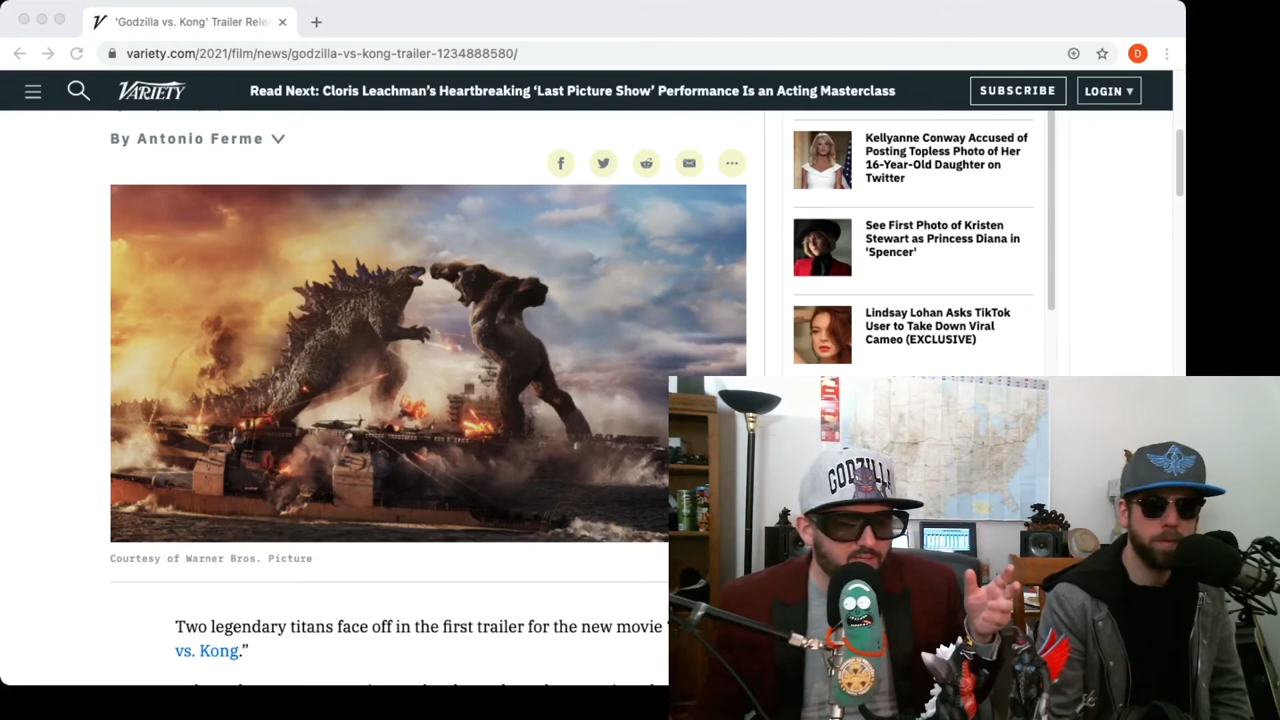 'Godzilla vs. Kong' Trailer Rele
variety.com/2021/film/news/godzilla-vs-kong-trailer-1234888580/
D
VARIETY
Read Next: Cloris Leachman's Heartbreaking 'Last Picture Show' Performance Is an Acting Masterclass
SUBSCRIBE
LOGIN
By Antonio Ferme
Kellyanne Conway Accused of
Posting Topless Photo of Her
16-Year-Old Daughter on
Twitter
See First Photo of Kristen
Stewart as Princess Diana in
'Spencer'
Lindsay Lohan Asks TikTok
User to Take Down Viral
Cameo (EXCLUSIVE)
Courtesy of Warner Bros. Picture
Two legendary titans face off in the first trailer for the new movie
vs. Kong."
GODZILLA